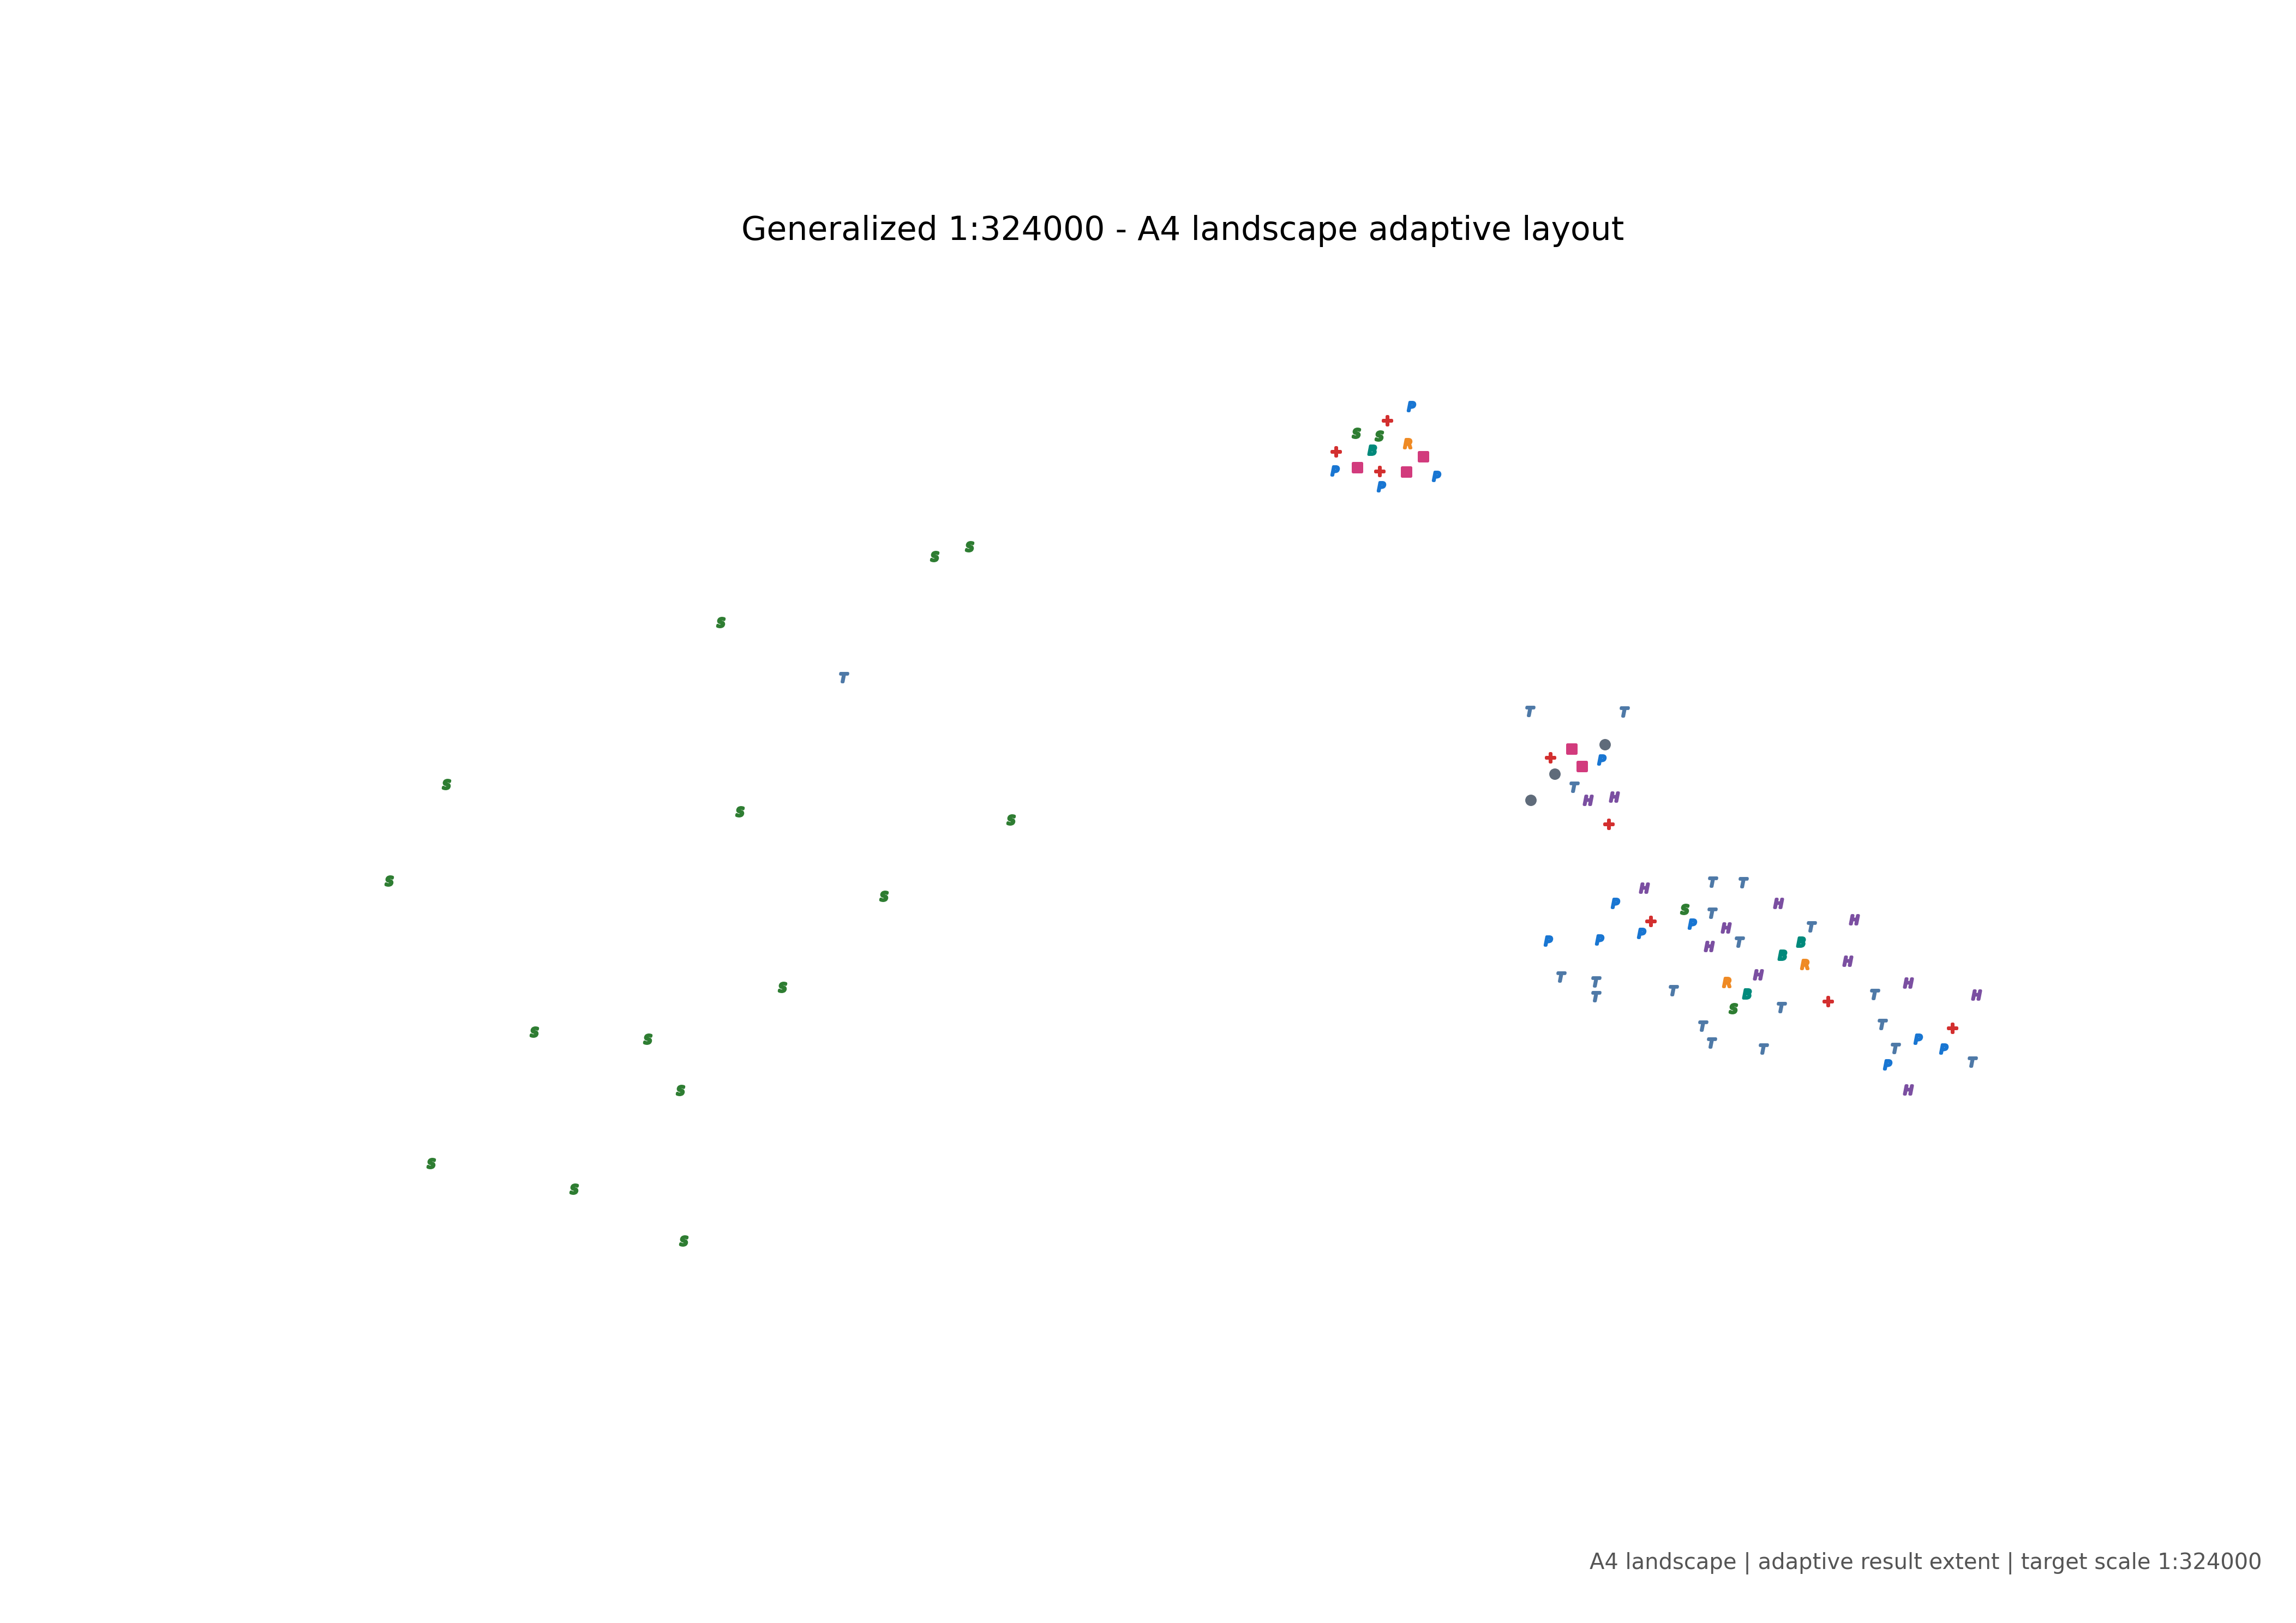 Generalized 1:324000 - A4 landscape adaptive layout
P
S S R
B
P P
P
S S
S
T
T T
S
P
T
H H
S S
S
T T
H
S
P H
S T H
P T
H
P P P T B
H
B H
R
T T H
R H
T T T H
B
S T
S T T
S P
T T P
T
P T
S H
S
S
S
A4 landscape | adaptive result extent | target scale 1:324000